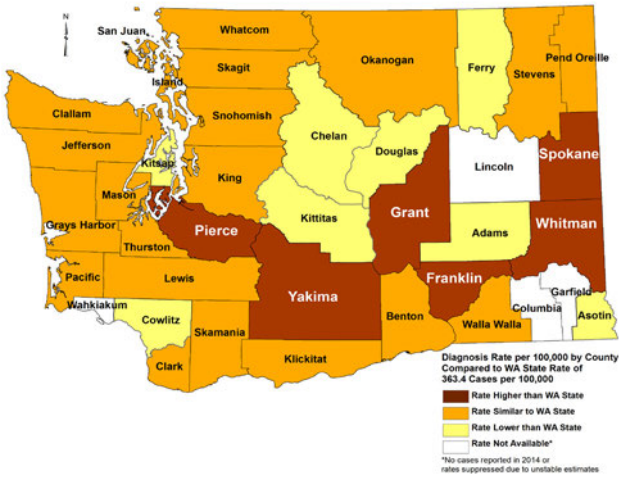 N
San Juan
Whatcom
Okanogan
Ferry
Pend Oreille
Stevens
Skagit
Island
Snohomish
Clallam
Chelan
Jefferson
Douglas
Kitsap
Lincoln
Spokane
King
Mason
Grant
Kittitas
Whitman
Grays Harbor
Pierce
Adams
Thurston
Pacific
Lewis
Franklin
Garfield
Yakima
Wahkiakum
Columbia
Cowlitz
Benton
Asotin
Skamania
Walla Walla
Klickitat
Clark
Diagnosis Rate per 100,000 by County
Compared to WA State Rate of
363.4 Cases per 100,000
Rate Higher than WA State
Rate Similar to WA State
Rate Lower than WA State
Rate Not Available*
*No cases reported in 2014 or
rates suppressed due to unstable estimates